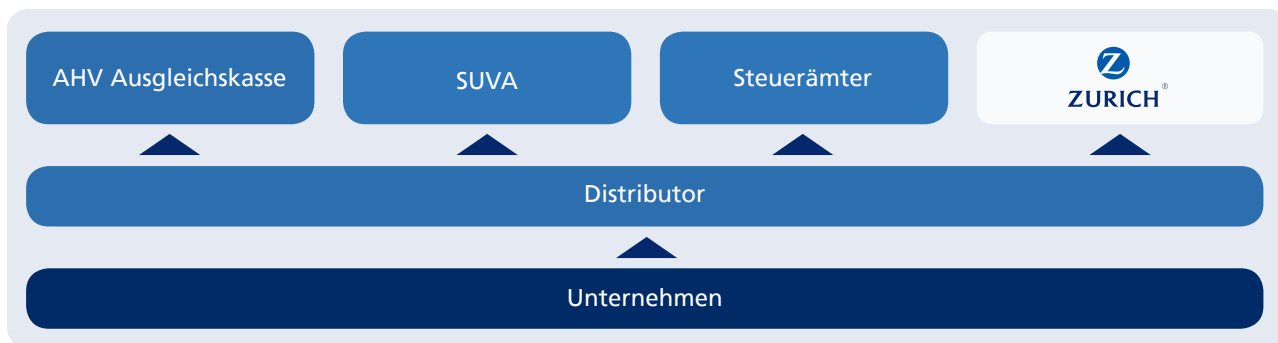 AHV Ausgleichskasse
SUVA
Steuerämter
Z
ZURICH®
Distributor
Unternehmen